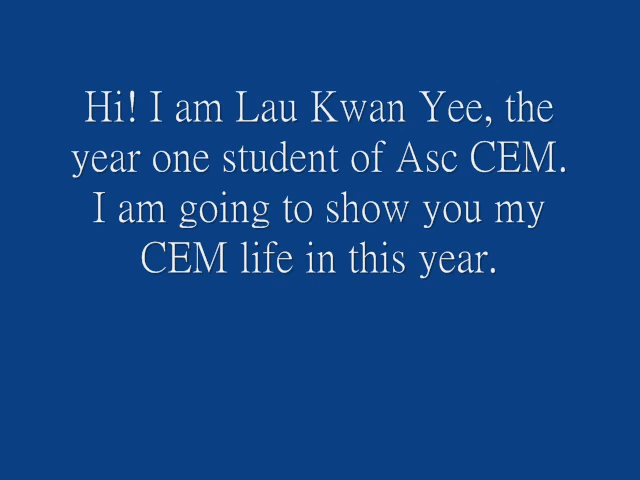 Hi! I am Lau Kwan Yee, the
year one student of Asc CEM.
I am going to show you my
CEM life in this year.